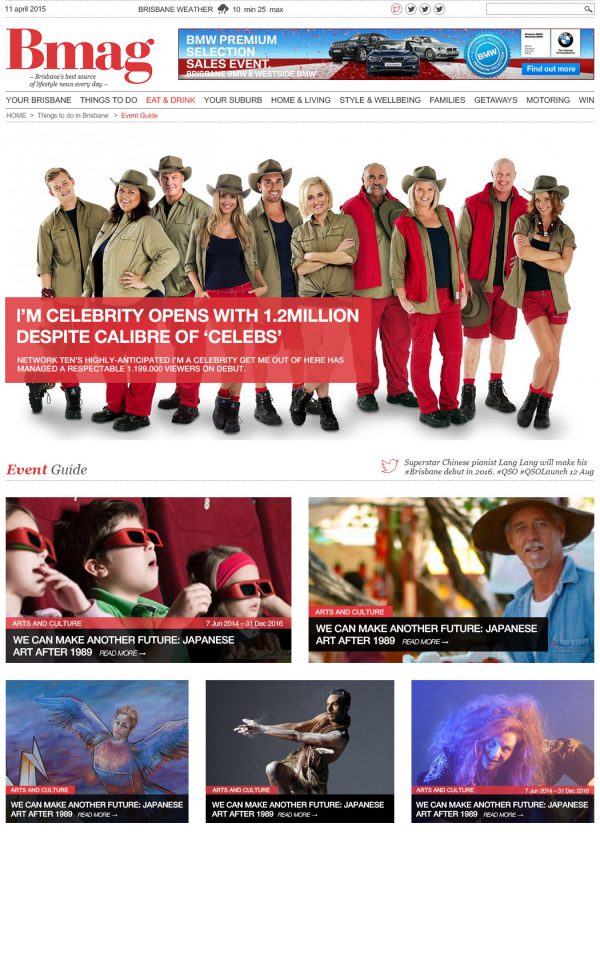 11 april 2015
BRISBANE WEATHER 10 min 25 max
Bmag
– Brisbane's best source
of lifestyle news every day –
BMW PREMIUM
SELECTION
SALES EVENT.
BRISBANE BMW & WESTSIDE BMW
Find out more
YOUR BRISBANE THINGS TO DO EAT & DRINK YOUR SUBURB HOME & LIVING STYLE & WELLBEING FAMILIES GETAWAYS MOTORING WIN
HOME > Things to do in Brisbane > Event Guide
I'M CELEBRITY OPENS WITH 1.2MILLION
DESPITE CALIBRE OF ‘CELEBS’
NETWORK TEN'S HIGHLY-ANTICIPATED I'M A CELEBRITY GET ME OUT OF HERE HAS
MANAGED A RESPECTABLE 1.199.000 VIEWERS ON DEBUT.
Event Guide
Superstar Chinese pianist Lang Lang will make his
#Brisbane debut in 2016. #QSO #QSOLaunch 12 Aug
ARTS AND CULTURE 7 Jun 2014 – 31 Dec 2016
WE CAN MAKE ANOTHER FUTURE: JAPANESE
ART AFTER 1989 READ MORE →
ARTS AND CULTURE
WE CAN MAKE ANOTHER FUTURE: JAPANESE
ART AFTER 1989 READ MORE →
ARTS AND CULTURE
WE CAN MAKE ANOTHER FUTURE: JAPANESE
ART AFTER 1989 READ MORE →
ARTS AND CULTURE
WE CAN MAKE ANOTHER FUTURE: JAPANESE
ART AFTER 1989 READ MORE →
ARTS AND CULTURE 7 Jun 2014 – 31 Dec 2016
WE CAN MAKE ANOTHER FUTURE: JAPANESE
ART AFTER 1989 READ MORE →